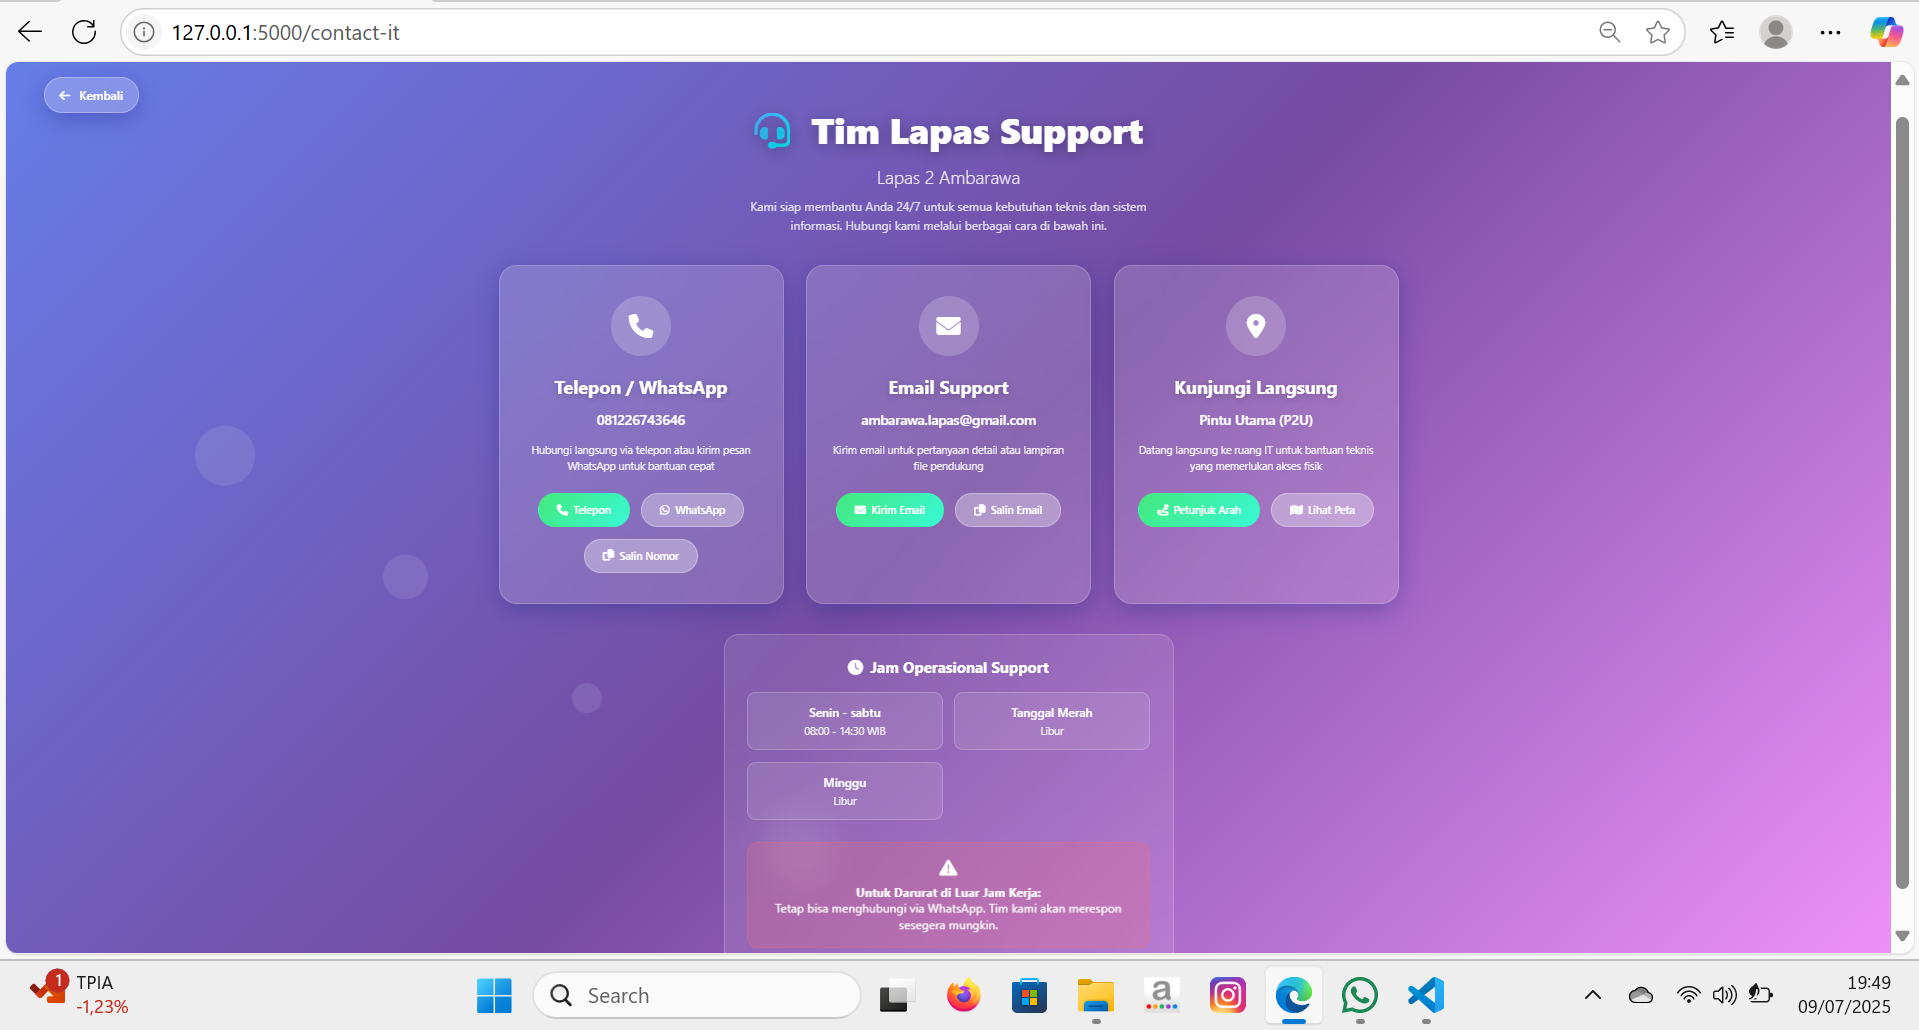 127.0.0.1:5000/contact-it
Kembali
Tim Lapas Support
Lapas 2 Ambarawa
Kami siap membantu Anda 24/7 untuk semua kebutuhan teknis dan sistem
informasi. Hubungi kami melalui berbagai cara di bawah ini.
Telepon / WhatsApp
081226743646
Hubungi langsung via telepon atau kirim pesan
WhatsApp untuk bantuan cepat
Telepon
WhatsApp
Salin Nomor
Email Support
ambarawa.lapas@gmail.com
Kirim email untuk pertanyaan detail atau lampiran
file pendukung
Kirim Email
Salin Email
Kunjungi Langsung
Pintu Utama (P2U)
Datang langsung ke ruang IT untuk bantuan teknis
yang memerlukan akses fisik
Petunjuk Arah
Lihat Peta
Jam Operasional Support
Senin - sabtu
08:00 - 14:30 WIB
Tanggal Merah
Libur
Minggu
Libur
Untuk Darurat di Luar Jam Kerja:
Tetap bisa menghubungi via WhatsApp. Tim kami akan merespon
sesegera mungkin.
1
TPIA
-1,23%
Search
a
19:49
09/07/2025